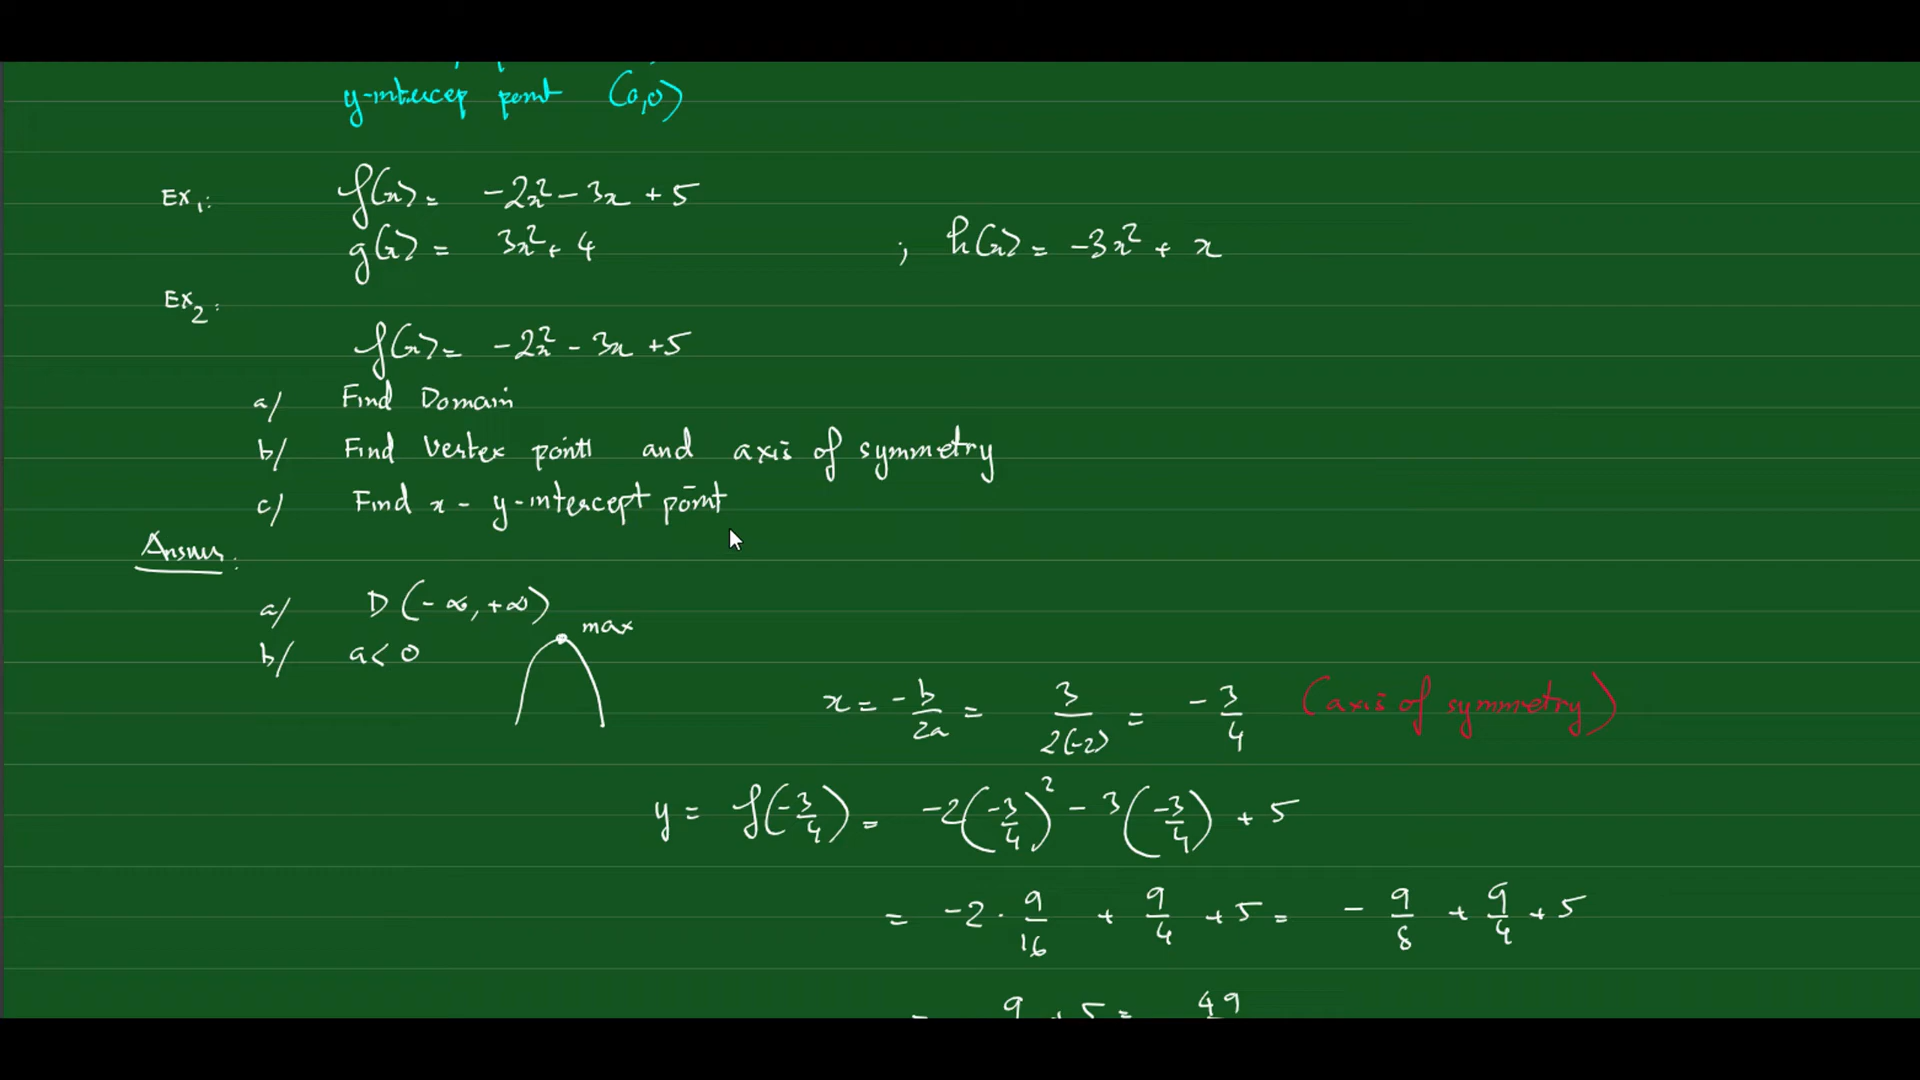 y-intercep point (0,0)
Ex1: f(x) = -2x² - 3x + 5
g(x) = 3x² + 4 ; h(x) = -3x² + x
Ex2:
f(x) = -2x² - 3x + 5
a/ Find Domain
b/ Find Vertex point and axis of symmetry
c/ Find x - y-intercept point
Answer:
a/ D (-∞, +∞)
max
b/ a < 0
x = -b/2a = 3/2(-2) = -3/4 (axis of symmetry)
y = f(-3/4) = -2(-3/4)² - 3(-3/4) + 5
= -2 · 9/16 + 9/4 + 5 = -9/8 + 9/4 + 5
= 9 + 5 = 49